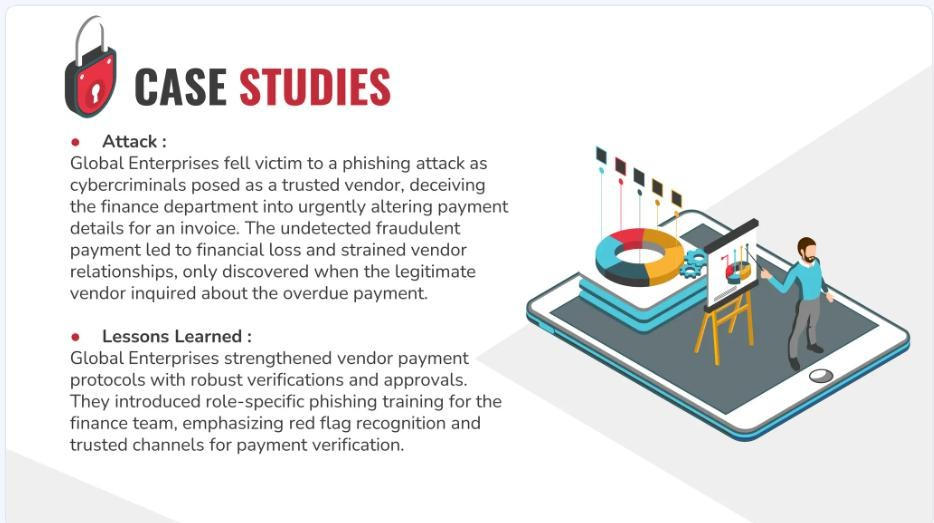 CASE STUDIES
● Attack :
Global Enterprises fell victim to a phishing attack as
cybercriminals posed as a trusted vendor, deceiving
the finance department into urgently altering payment
details for an invoice. The undetected fraudulent
payment led to financial loss and strained vendor
relationships, only discovered when the legitimate
vendor inquired about the overdue payment.
● Lessons Learned :
Global Enterprises strengthened vendor payment
protocols with robust verifications and approvals.
They introduced role-specific phishing training for the
finance team, emphasizing red flag recognition and
trusted channels for payment verification.